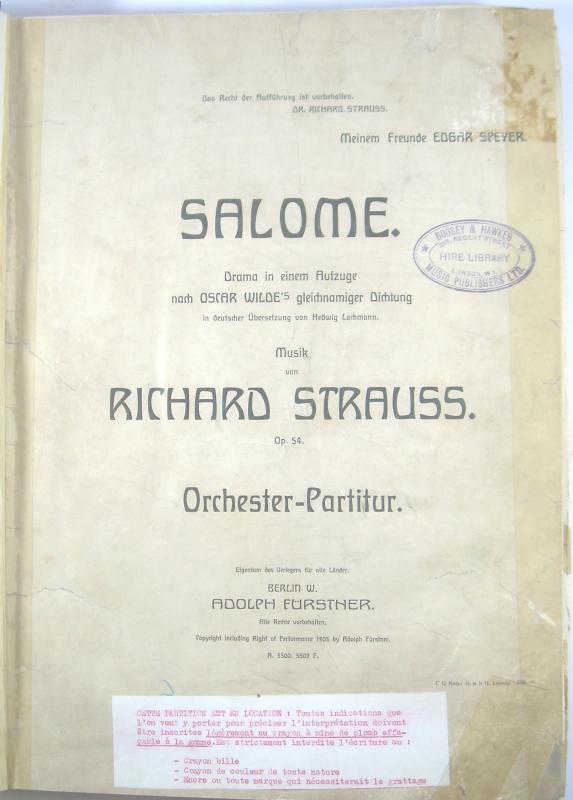 Das Recht der Aufführung ist vorbehalten.
DR. RICHARD STRAUSS.
Meinem Freunde EDGAR SPEYER.
SALOME.
BOOSEY & HAWKES
295, REGENT STREET
HIRE LIBRARY
LONDON, W.1.
MUSIC PUBLISHERS LTD.
Drama in einem Aufzuge
nach OSCAR WILDE'S gleichnamiger Dichtung
in deutscher Übersetzung von Hedwig Lachmann.
Musik
von
RICHARD STRAUSS.
Op. 54.
Orchester-Partitur.
Eigentum des Verlegers für alle Länder.
BERLIN W.
ADOLPH FÜRSTNER.
Alle Rechte vorbehalten.
Copyright including Right of Performance 1905 by Adolph Fürstner.
A. 5500. 5503 F.
C. G. Röder G. m. b. H., Leipzig.
CETTE PARTITION EST EN LOCATION : Toutes indications que
l'on veut y porter pour préciser l'interprétation doivent
être inscrites légèrement au crayon à mine de plomb effa-
çable à la gomme.Est strictement interdite l'écriture au :
- Crayon bille
- Crayon de couleur de toute nature
- Encre ou toute marque qui nécessiterait le grattage